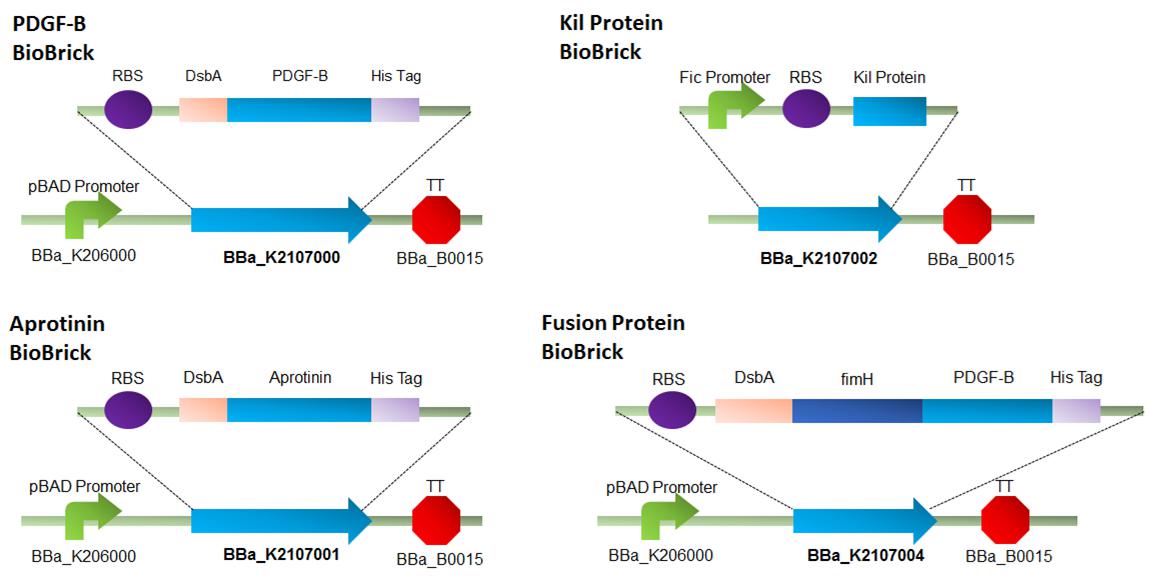 PDGF-B
BioBrick
RBS DsbA PDGF-B His Tag
pBAD Promoter TT
BBa_K206000 BBa_K2107000 BBa_B0015
Kil Protein
BioBrick
Fic Promoter RBS Kil Protein
TT
BBa_K2107002 BBa_B0015
Aprotinin
BioBrick
RBS DsbA Aprotinin His Tag
pBAD Promoter TT
BBa_K206000 BBa_K2107001 BBa_B0015
Fusion Protein
BioBrick
RBS DsbA fimH PDGF-B His Tag
pBAD Promoter TT
BBa_K206000 BBa_K2107004 BBa_B0015